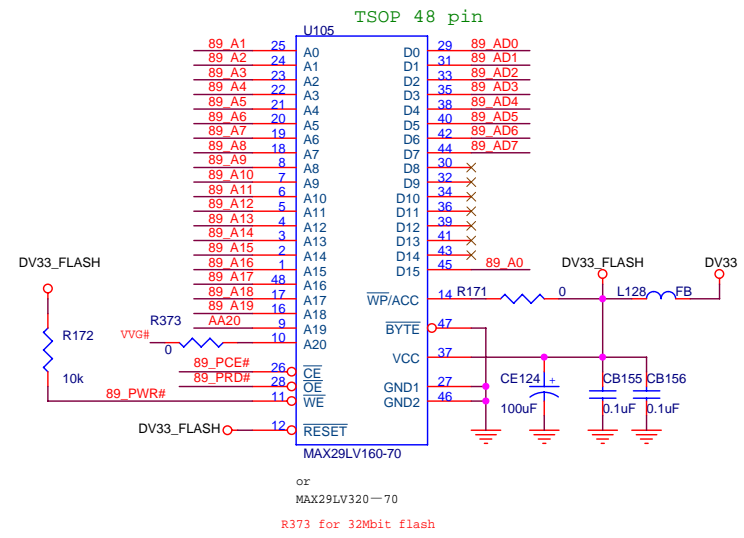 TSOP 48 pin
U105
89_A1 25 A0 D0 29 89_AD0
89_A2 24 A1 D1 31 89_AD1
89_A3 23 A2 D2 33 89_AD2
89_A4 22 A3 D3 35 89_AD3
89_A5 21 A4 D4 38 89_AD4
89_A6 20 A5 D5 40 89_AD5
89_A7 19 A6 D6 42 89_AD6
89_A8 18 A7 D7 44 89_AD7
89_A9 8 A8 D8 30
89_A10 7 A9 D9 32
89_A11 6 A10 D10 34
89_A12 5 A11 D11 36
89_A13 4 A12 D12 39
89_A14 3 A13 D13 41
89_A15 2 A14 D14 43
89_A16 1 A15 D15 45 89_A0
DV33_FLASH DV33_FLASH DV33
89_A17 48 A16
89_A18 17 A17 WP/ACC 14 R171 0 L128 FB
89_A19 16 A18
R373 AA20 9 A19 BYTE 47
R172 VVG# 0 10 A20
VCC 37
89_PCE# 26 CE
10k 89_PRD# 28 OE GND1 27 CE124 + CB155 CB156
89_PWR# 11 WE GND2 46 100uF 0.1uF 0.1uF
DV33_FLASH 12 RESET
MAX29LV160-70
or
MAX29LV320—70
R373 for 32Mbit flash